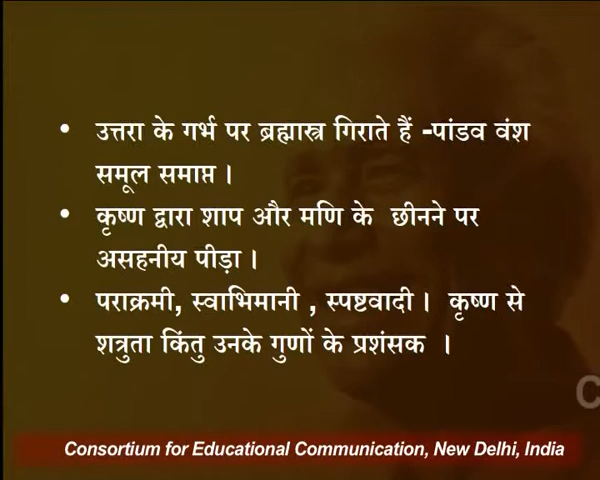 • उत्तरा के गर्भ पर ब्रह्मास्त्र गिराते हैं -पांडव वंश
समूल समाप्त ।
• कृष्ण द्वारा शाप और मणि के छीनने पर
असहनीय पीड़ा ।
• पराक्रमी, स्वाभिमानी , स्पष्टवादी । कृष्ण से
शत्रुता किंतु उनके गुणों के प्रशंसक ।
C
Consortium for Educational Communication, New Delhi, India